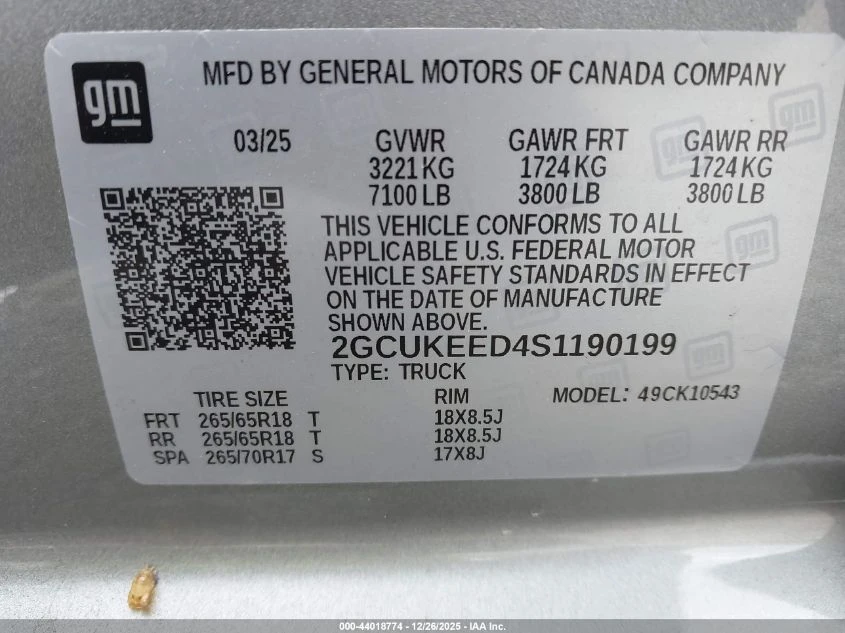 gm
MFD BY GENERAL MOTORS OF CANADA COMPANY
03/25 GVWR GAWR FRT GAWR RR
3221 KG 1724 KG 1724 KG
7100 LB 3800 LB 3800 LB
THIS VEHICLE CONFORMS TO ALL
APPLICABLE U.S. FEDERAL MOTOR
VEHICLE SAFETY STANDARDS IN EFFECT
ON THE DATE OF MANUFACTURE
SHOWN ABOVE.
2GCUKEED4S1190199
TYPE: TRUCK
TIRE SIZE RIM MODEL: 49CK10543
FRT 265/65R18 T 18X8.5J
RR 265/65R18 T 18X8.5J
SPA 265/70R17 S 17X8J
000-44018774 - 12/26/2025 - IAA Inc.